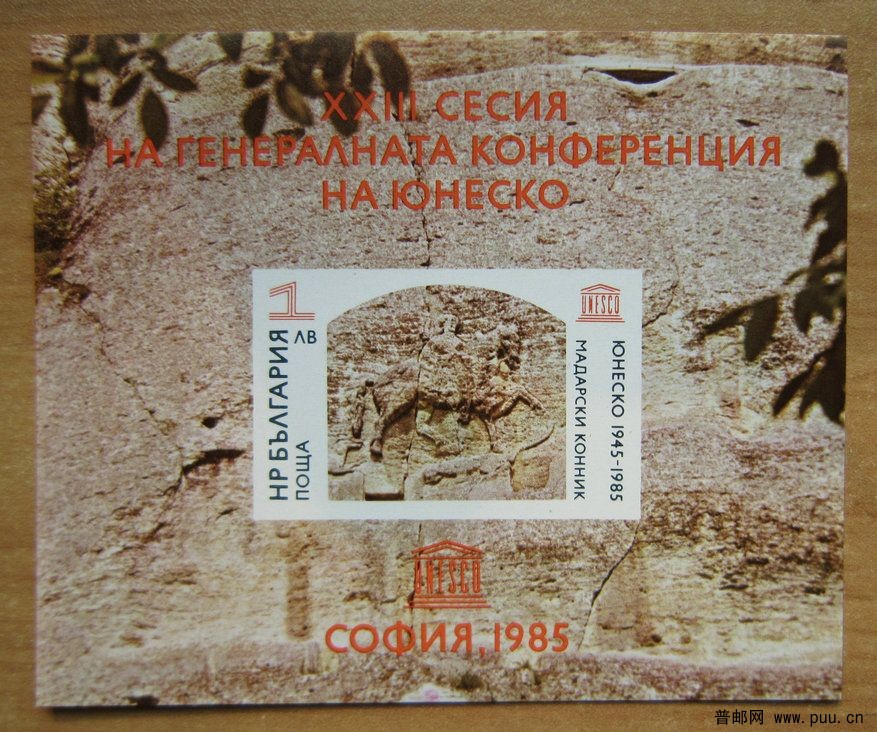 XXIII СЕСИЯ
НА ГЕНЕРАЛНАТА КОНФЕРЕНЦИЯ
НА ЮНЕСКО
1
ЛВ
НР БЪЛГАРИЯ
ПОЩА
UNESCO
ЮНЕСКО 1945-1985
МАДАРСКИ КОННИК
UNESCO
СОФИЯ, 1985
普邮网 www.puu.cn